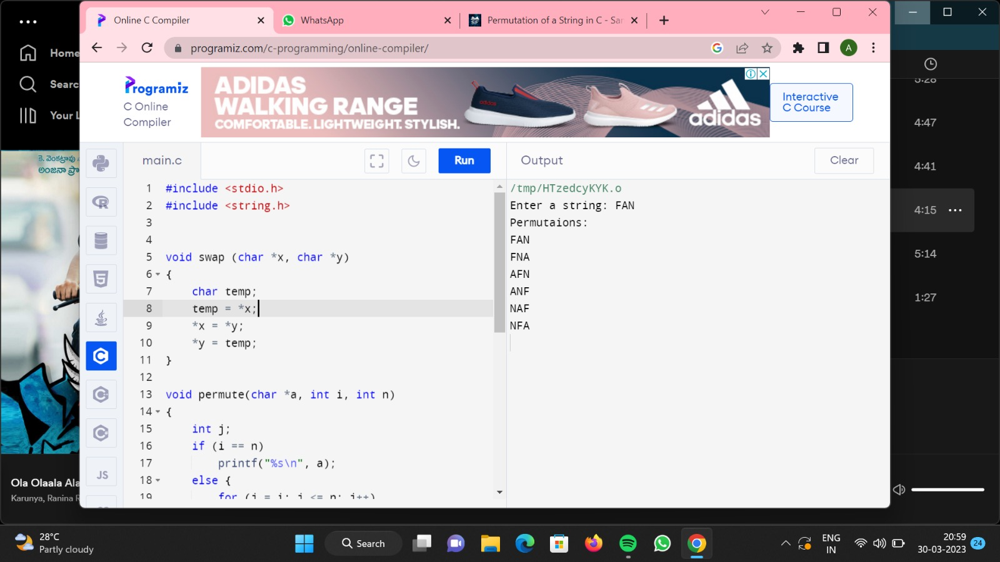 Online C Compiler
WhatsApp
Permutation of a String in C - Sar
programiz.com/c-programming/online-compiler/
A
Home
Searc
Your L
Programiz
C Online
Compiler
ADIDAS
WALKING RANGE
COMFORTABLE. LIGHTWEIGHT. STYLISH.
adidas
Interactive
C Course
main.c
Run
Output
Clear
1 #include <stdio.h>
2 #include <string.h>
3
4
5 void swap (char *x, char *y)
6 {
7 char temp;
8 temp = *x;
9 *x = *y;
10 *y = temp;
11 }
12
13 void permute(char *a, int i, int n)
14 {
15 int j;
16 if (i == n)
17 printf("%s\n", a);
18 else {
19 for (j = i; j <= n; j++)
/tmp/HTzedcyKYK.o
Enter a string: FAN
Permutaions:
FAN
FNA
AFN
ANF
NAF
NFA
5:28
4:47
4:41
4:15
5:14
1:27
కె. వెంకట్రావు
అంజనా ప్రొ
JS
Ola Olaala Ala
Karunya, Ranina R
28°C
Partly cloudy
Search
ENG
IN
20:59
30-03-2023
24